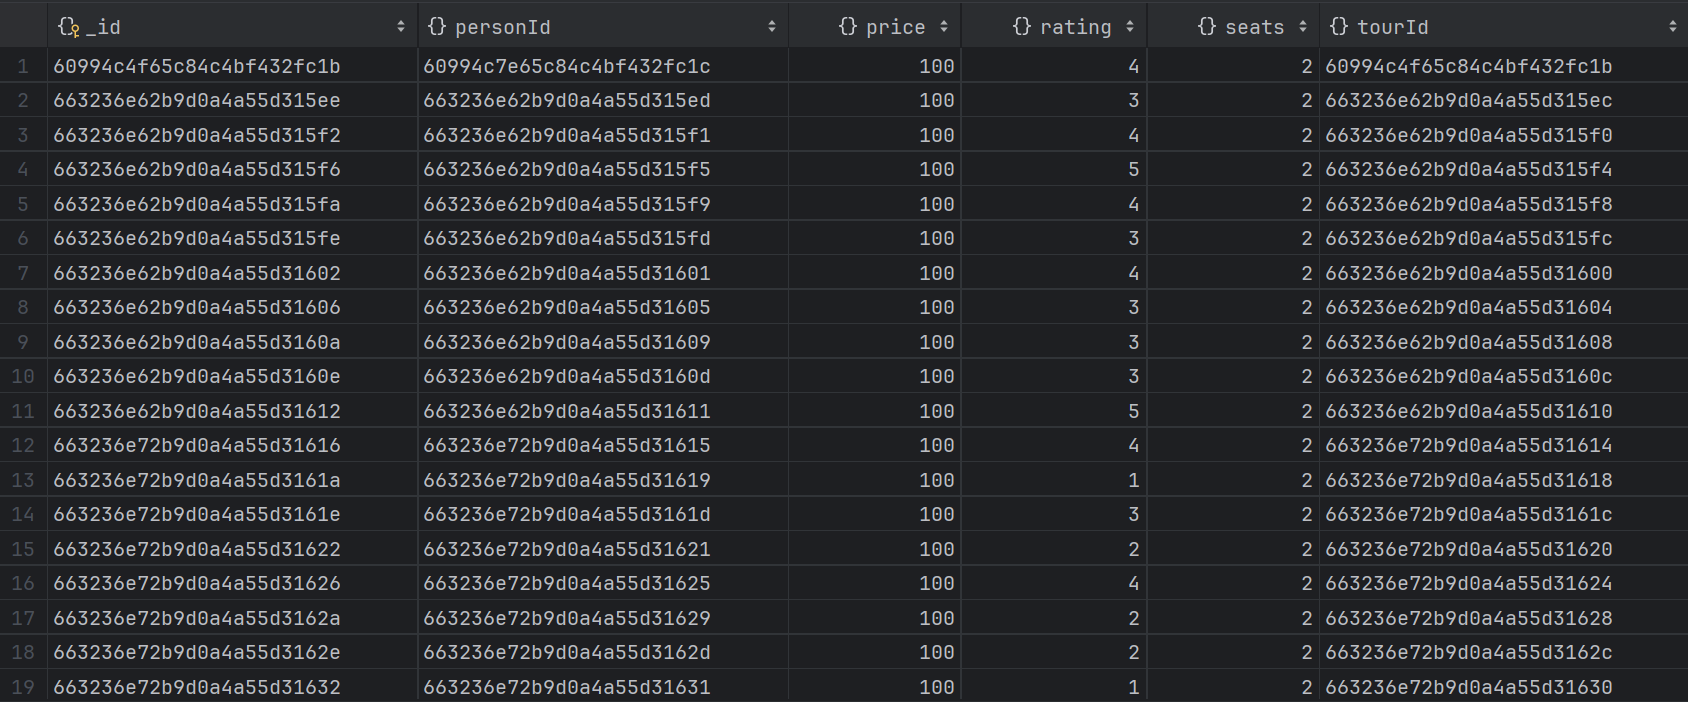 {} _id {} personId {} price {} rating {} seats {} tourId
1 60994c4f65c84c4bf432fc1b 60994c7e65c84c4bf432fc1c 100 4 2 60994c4f65c84c4bf432fc1b
2 663236e62b9d0a4a55d315ee 663236e62b9d0a4a55d315ed 100 3 2 663236e62b9d0a4a55d315ec
3 663236e62b9d0a4a55d315f2 663236e62b9d0a4a55d315f1 100 4 2 663236e62b9d0a4a55d315f0
4 663236e62b9d0a4a55d315f6 663236e62b9d0a4a55d315f5 100 5 2 663236e62b9d0a4a55d315f4
5 663236e62b9d0a4a55d315fa 663236e62b9d0a4a55d315f9 100 4 2 663236e62b9d0a4a55d315f8
6 663236e62b9d0a4a55d315fe 663236e62b9d0a4a55d315fd 100 3 2 663236e62b9d0a4a55d315fc
7 663236e62b9d0a4a55d31602 663236e62b9d0a4a55d31601 100 4 2 663236e62b9d0a4a55d31600
8 663236e62b9d0a4a55d31606 663236e62b9d0a4a55d31605 100 3 2 663236e62b9d0a4a55d31604
9 663236e62b9d0a4a55d3160a 663236e62b9d0a4a55d31609 100 3 2 663236e62b9d0a4a55d31608
10 663236e62b9d0a4a55d3160e 663236e62b9d0a4a55d3160d 100 3 2 663236e62b9d0a4a55d3160c
11 663236e62b9d0a4a55d31612 663236e62b9d0a4a55d31611 100 5 2 663236e62b9d0a4a55d31610
12 663236e72b9d0a4a55d31616 663236e72b9d0a4a55d31615 100 4 2 663236e72b9d0a4a55d31614
13 663236e72b9d0a4a55d3161a 663236e72b9d0a4a55d31619 100 1 2 663236e72b9d0a4a55d31618
14 663236e72b9d0a4a55d3161e 663236e72b9d0a4a55d3161d 100 3 2 663236e72b9d0a4a55d3161c
15 663236e72b9d0a4a55d31622 663236e72b9d0a4a55d31621 100 2 2 663236e72b9d0a4a55d31620
16 663236e72b9d0a4a55d31626 663236e72b9d0a4a55d31625 100 4 2 663236e72b9d0a4a55d31624
17 663236e72b9d0a4a55d3162a 663236e72b9d0a4a55d31629 100 2 2 663236e72b9d0a4a55d31628
18 663236e72b9d0a4a55d3162e 663236e72b9d0a4a55d3162d 100 2 2 663236e72b9d0a4a55d3162c
19 663236e72b9d0a4a55d31632 663236e72b9d0a4a55d31631 100 1 2 663236e72b9d0a4a55d31630